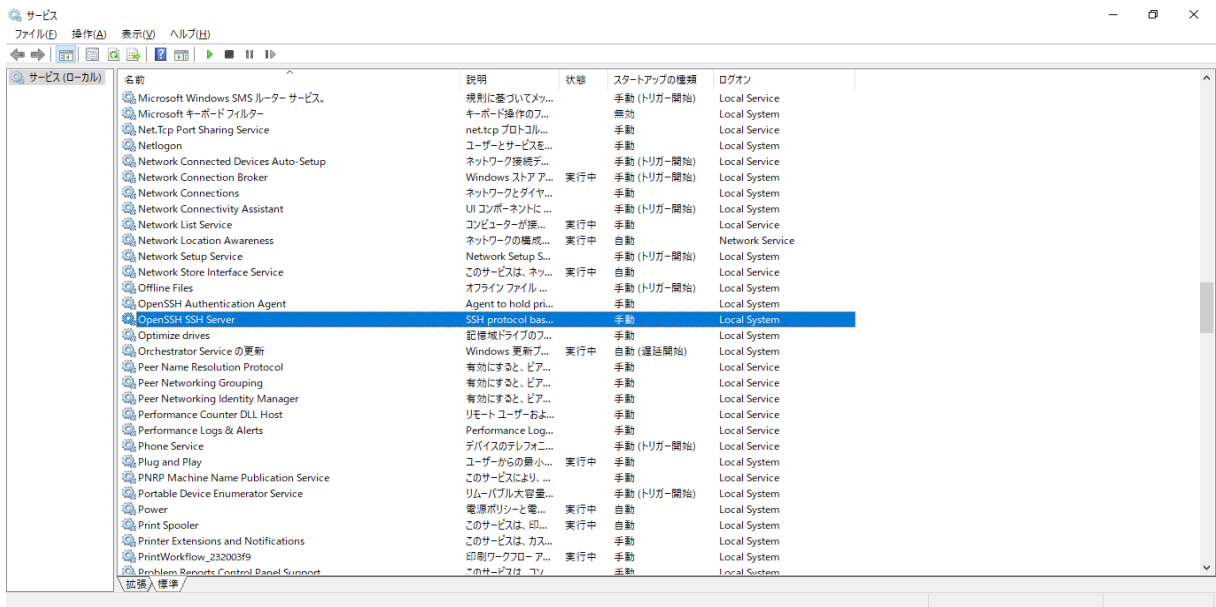 サービス
ファイル(F) 操作(A) 表示(V) ヘルプ(H)
サービス (ローカル)
名前 説明 状態 スタートアップの種類 ログオン
Microsoft Windows SMS ルーター サービス。 規則に基づいてメッ... 手動 (トリガー開始) Local Service
Microsoft キーボード フィルター キーボード操作のフ... 無効 Local System
Net.Tcp Port Sharing Service net.tcp プロトコル... 手動 Local Service
Netlogon ユーザーとサービスを... 手動 Local System
Network Connected Devices Auto-Setup ネットワーク接続デ... 手動 (トリガー開始) Local Service
Network Connection Broker Windows ストア ア... 実行中 手動 (トリガー開始) Local System
Network Connections ネットワークとダイヤ... 手動 Local System
Network Connectivity Assistant UI コンポーネントに ... 手動 (トリガー開始) Local System
Network List Service コンピューターが接... 実行中 手動 Local Service
Network Location Awareness ネットワークの構成... 実行中 自動 Network Service
Network Setup Service Network Setup S... 手動 (トリガー開始) Local System
Network Store Interface Service このサービスは、ネッ... 実行中 自動 Local Service
Offline Files オフライン ファイル ... 手動 (トリガー開始) Local System
OpenSSH Authentication Agent Agent to hold pri... 手動 Local System
OpenSSH SSH Server SSH protocol bas... 手動 Local System
Optimize drives 記憶域ドライブのフ... 手動 Local System
Orchestrator Service の更新 Windows 更新プ... 実行中 自動 (遅延開始) Local System
Peer Name Resolution Protocol 有効にすると、ピア... 手動 Local Service
Peer Networking Grouping 有効にすると、ピア... 手動 Local Service
Peer Networking Identity Manager 有効にすると、ピア... 手動 Local Service
Performance Counter DLL Host リモート ユーザーおよ... 手動 Local Service
Performance Logs & Alerts Performance Log... 手動 Local Service
Phone Service デバイスのテレフォニ... 手動 (トリガー開始) Local Service
Plug and Play ユーザーからの最小... 実行中 手動 Local System
PNRP Machine Name Publication Service このサービスにより、... 手動 Local Service
Portable Device Enumerator Service リムーバブル大容量... 手動 (トリガー開始) Local System
Power 電源ポリシーと電... 実行中 自動 Local System
Print Spooler このサービスは、印... 実行中 自動 Local System
Printer Extensions and Notifications このサービスは、カス... 手動 Local System
PrintWorkflow_232003f9 印刷ワークフロー ア... 実行中 手動 Local System
Problem Reports Control Panel Support このサービスは、コン... 手動 Local System
拡張 標準